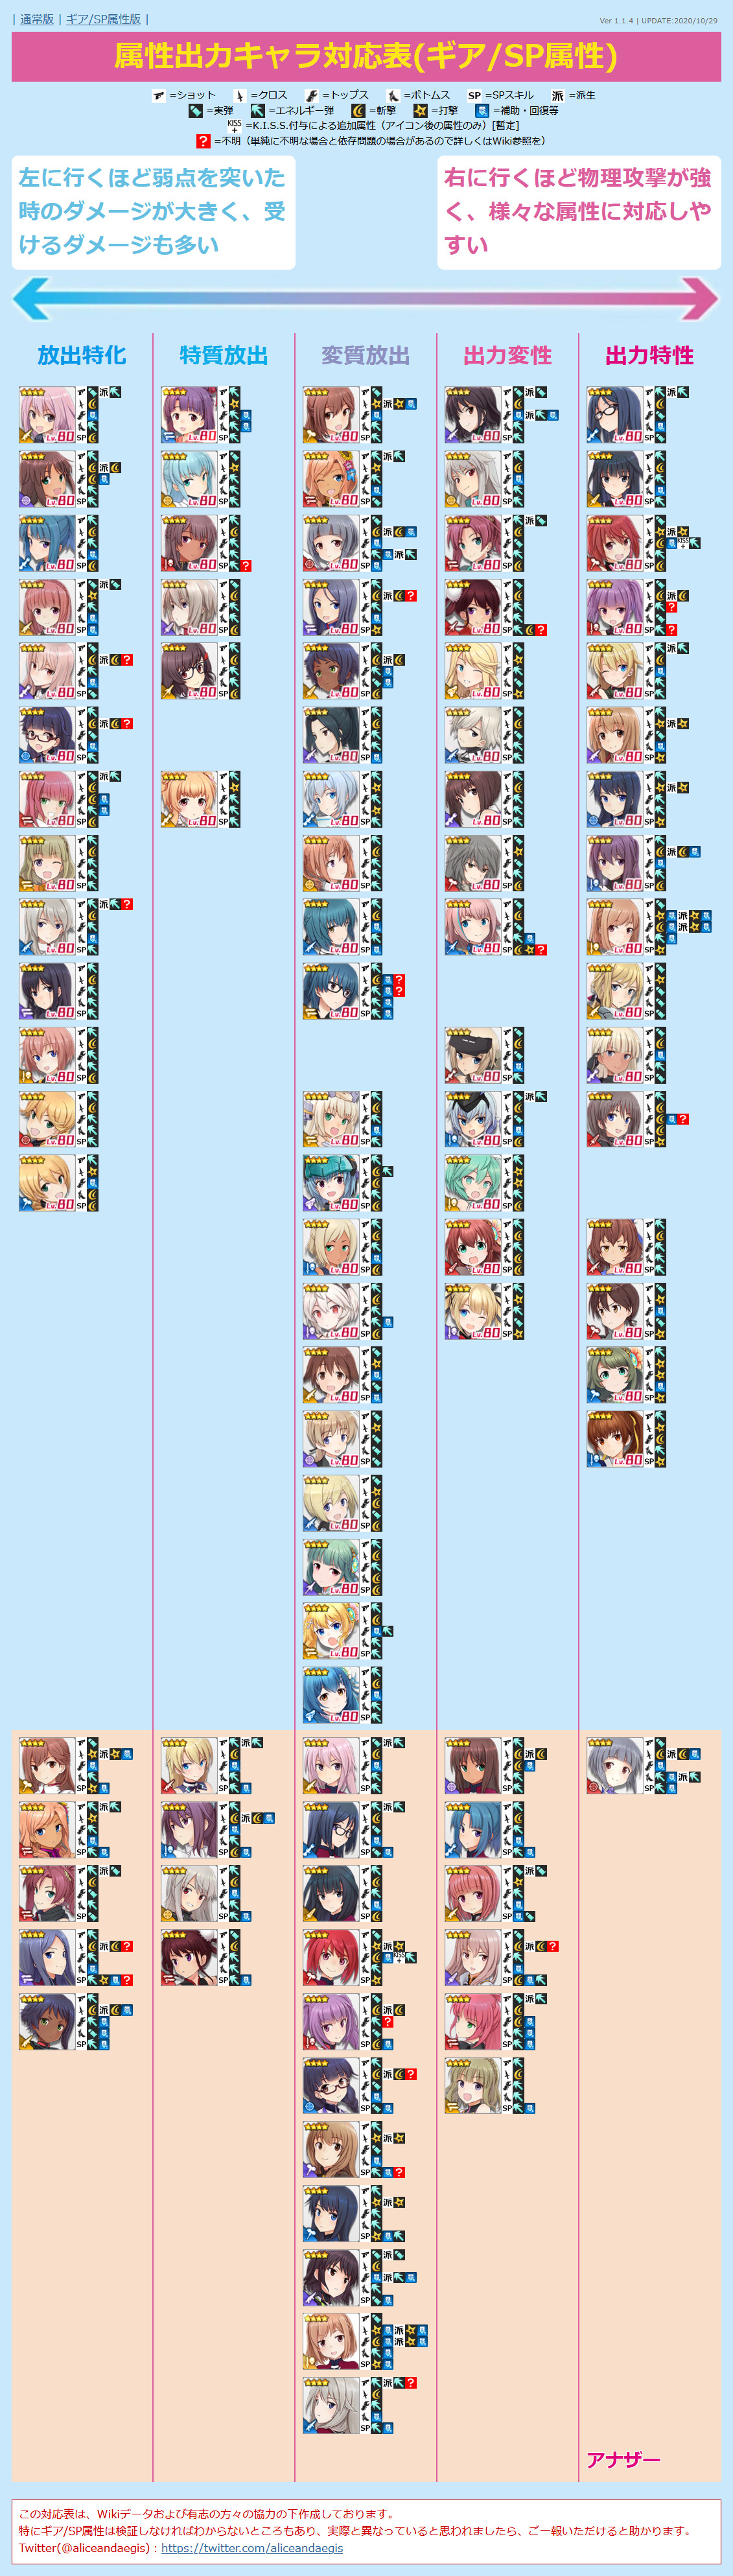 | 通常版 | ギア/SP属性版 |
Ver 1.1.4 | UPDATE:2020/10/29
属性出力キャラ対応表(ギア/SP属性)
=ショット =クロス =トップス =ボトムス SP =SPスキル 派 =派生
=実弾 =エネルギー弾 =斬撃 =打撃 =補助・回復等
KISS + =K.I.S.S.付与による追加属性（アイコン後の属性のみ）[暫定]
? =不明（単純に不明な場合と依存問題の場合があるので詳しくはWiki参照を）
左に行くほど弱点を突いた
時のダメージが大きく、受
けるダメージも多い
右に行くほど物理攻撃が強
く、様々な属性に対応しや
すい
放出特化 特質放出 変質放出 出力変性 出力特性
アナザー
この対応表は、Wikiデータおよび有志の方々の協力の下作成しております。
特にギア/SP属性は検証しなければわからないところもあり、実際と異なっていると思われましたら、ご一報いただけると助かります。
Twitter(@aliceandaegis) : https://twitter.com/aliceandaegis